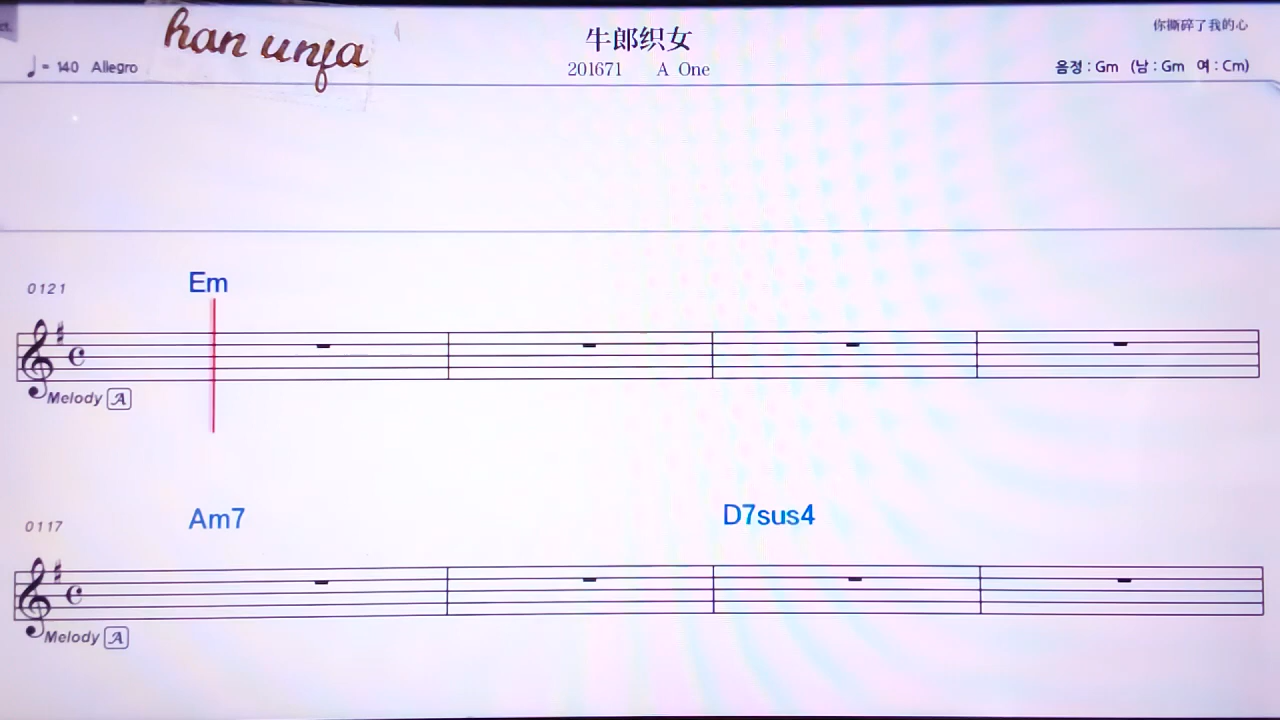 han unfa
牛郎织女
你撕碎了我的心
♩= 140 Allegro
201671 A One
음정 : Gm (남 : Gm 여 : Cm)
0121
Em
Melody A
0117
Am7
D7sus4
Melody A